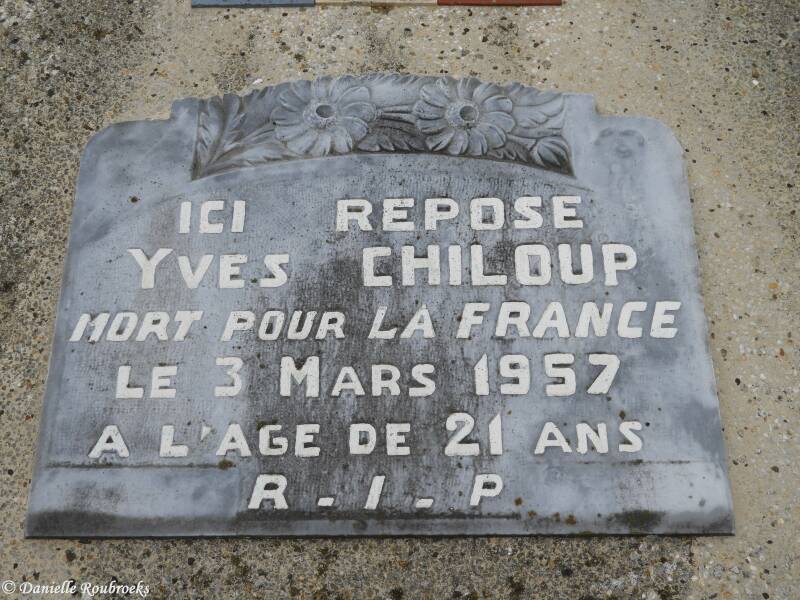 ICI REPOSE
YVES CHILOUP
MORT POUR LA FRANCE
LE 3 MARS 1957
A L'AGE DE 21 ANS
R - I - P
© Danielle Roubroeks